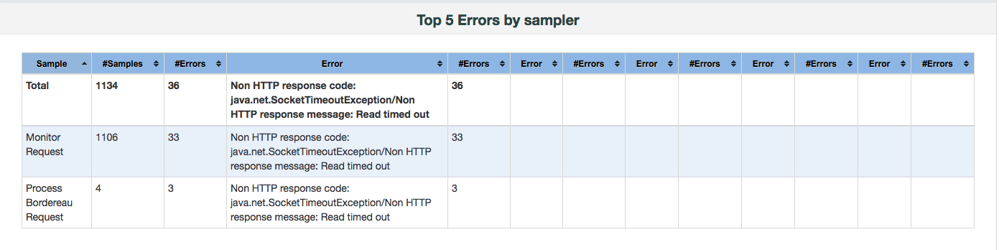 Top 5 Errors by sampler
Sample #Samples #Errors Error #Errors Error #Errors Error #Errors Error #Errors Error #Errors
Total 1134 36 Non HTTP response code: 36
java.net.SocketTimeoutException/Non
HTTP response message: Read timed out
Monitor 1106 33 Non HTTP response code: 33
Request java.net.SocketTimeoutException/Non HTTP
response message: Read timed out
Process 4 3 Non HTTP response code: 3
Bordereau java.net.SocketTimeoutException/Non HTTP
Request response message: Read timed out